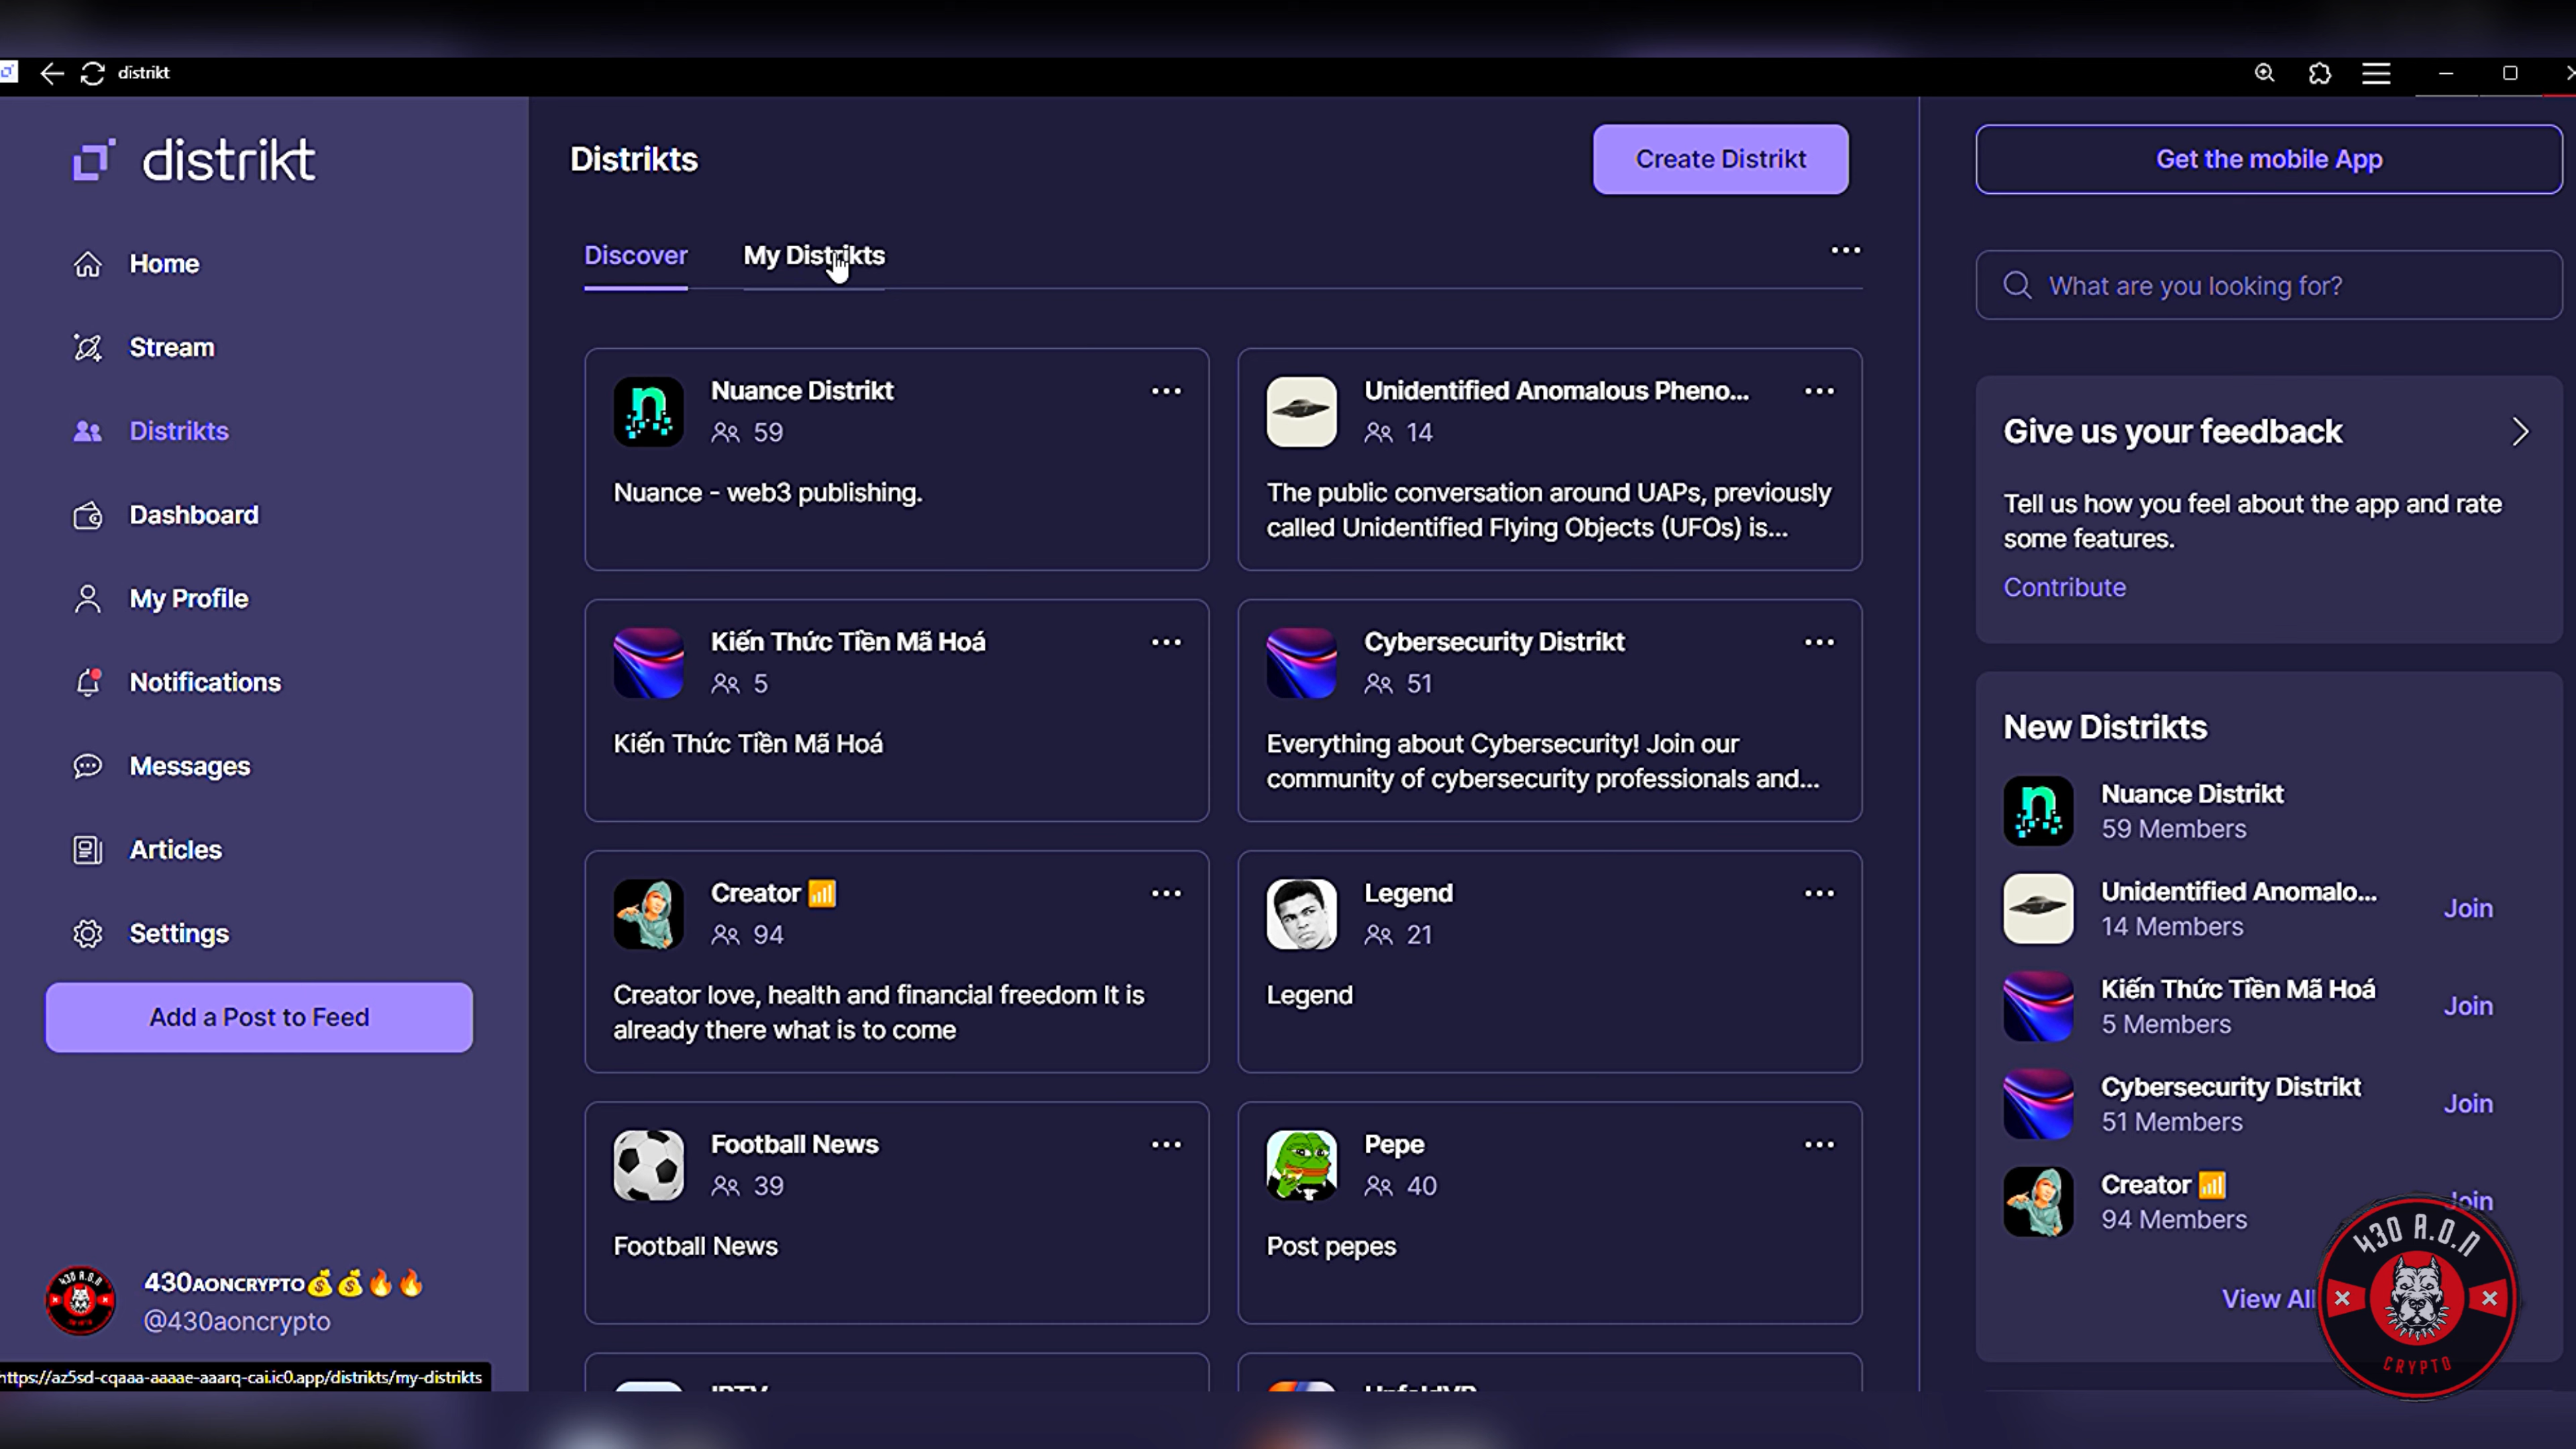 distrikt
distrikt
Home
Stream
Distrikts
Dashboard
My Profile
Notifications
Messages
Articles
Settings
Add a Post to Feed
430AONCRYPTO💰💰🔥🔥
@430aoncrypto
https://az5sd-cqaaa-aaaae-aaarq-cai.ic0.app/distrikts/my-distrikts
Distrikts
Create Distrikt
Discover
My Distrikts
Nuance Distrikt
59
Nuance - web3 publishing.
Unidentified Anomalous Pheno...
14
The public conversation around UAPs, previously
called Unidentified Flying Objects (UFOs) is...
Kiến Thức Tiền Mã Hoá
5
Kiến Thức Tiền Mã Hoá
Cybersecurity Distrikt
51
Everything about Cybersecurity! Join our
community of cybersecurity professionals and...
Creator 📶
94
Creator love, health and financial freedom It is
already there what is to come
Legend
21
Legend
Football News
39
Football News
Pepe
40
Post pepes
IPTV
Get the mobile App
What are you looking for?
Give us your feedback
Tell us how you feel about the app and rate
some features.
Contribute
New Distrikts
Nuance Distrikt
59 Members
Unidentified Anomalo...
14 Members
Join
Kiến Thức Tiền Mã Hoá
5 Members
Join
Cybersecurity Distrikt
51 Members
Join
Creator 📶
94 Members
Join
View All
430 A.O.N
CRYPTO